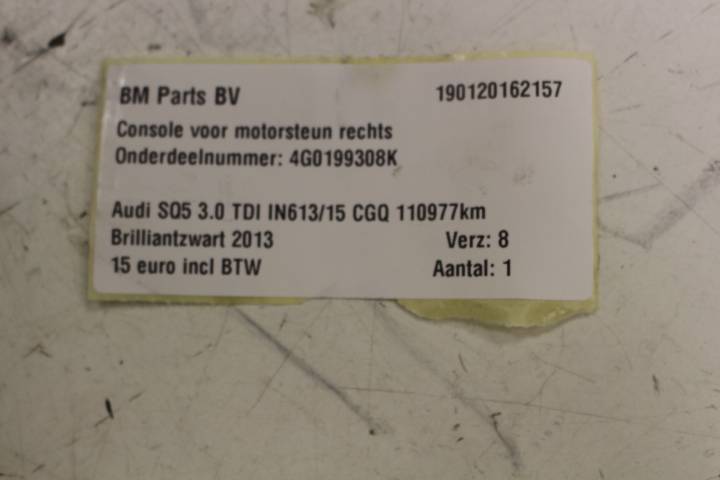 BM Parts BV 190120162157
Console voor motorsteun rechts
Onderdeelnummer: 4G0199308K
Audi SQ5 3.0 TDI IN613/15 CGQ 110977km
Brilliantzwart 2013 Verz: 8
15 euro incl BTW Aantal: 1